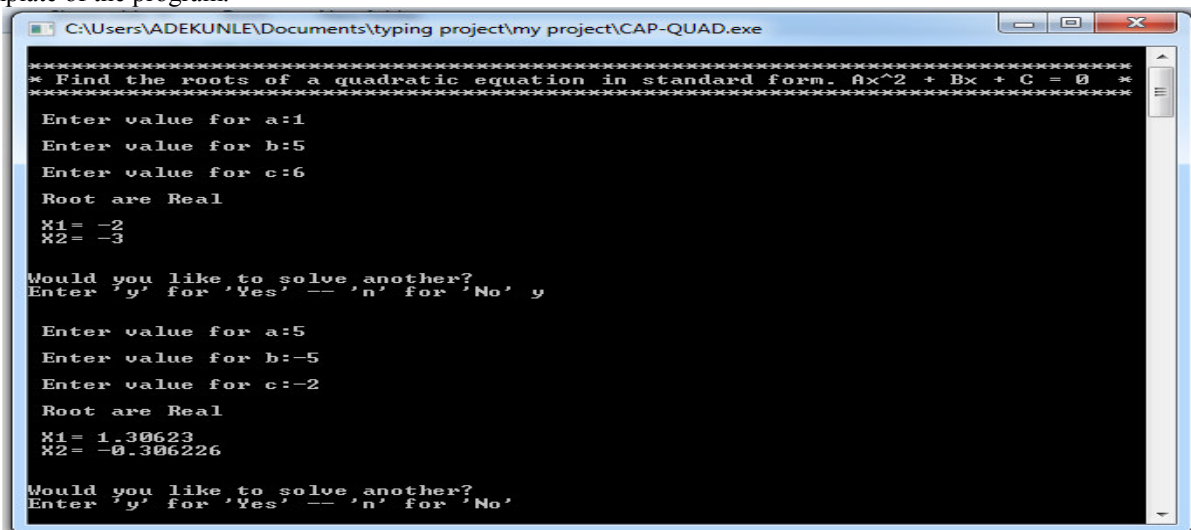 plate of the program.
C:\Users\ADEKUNLE\Documents\typing project\my project\CAP-QUAD.exe
*******************************************************************************
* Find the roots of a quadratic equation in standard form. Ax^2 + Bx + C = 0 *
*******************************************************************************
Enter value for a:1
Enter value for b:5
Enter value for c:6
Root are Real
X1= -2
X2= -3
Would you like to solve another?
Enter 'y' for 'Yes' -- 'n' for 'No' y
Enter value for a:5
Enter value for b:-5
Enter value for c:-2
Root are Real
X1= 1.30623
X2= -0.306226
Would you like to solve another?
Enter 'y' for 'Yes' -- 'n' for 'No'